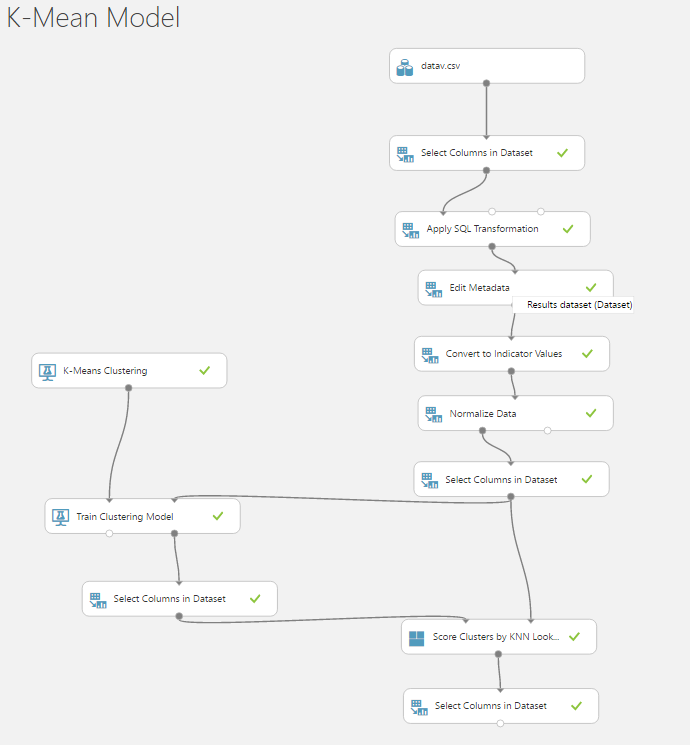 K-Mean Model
datav.csv
Select Columns in Dataset
Apply SQL Transformation
Edit Metadata
Results dataset (Dataset)
Convert to Indicator Values
K-Means Clustering
Normalize Data
Select Columns in Dataset
Train Clustering Model
Select Columns in Dataset
Score Clusters by KNN Look...
Select Columns in Dataset